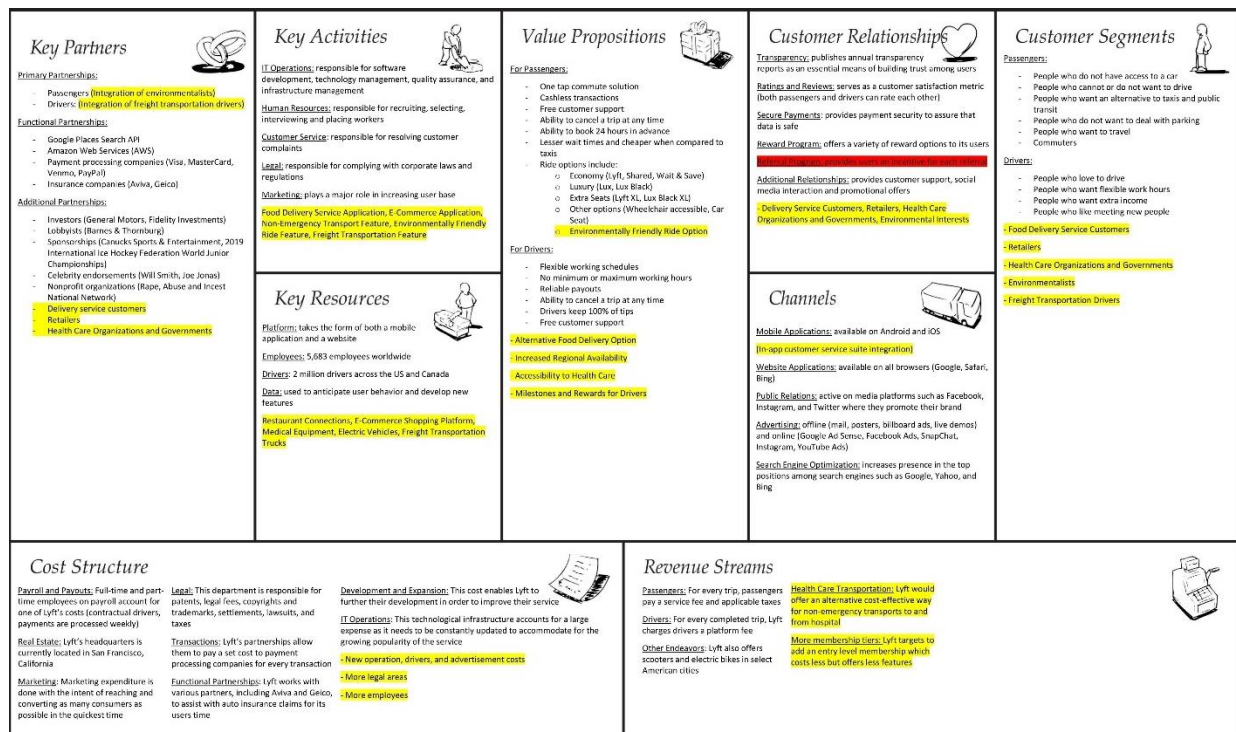 Key Partners
Primary Partnerships:
- Passengers (Integration of environmentalists)
- Drivers: (Integration of freight transportation drivers)
Functional Partnerships:
- Google Places Search API
- Amazon Web Services (AWS)
- Payment processing companies (Visa, MasterCard,
Venmo, PayPal)
- Insurance companies (Aviva, Geico)
Additional Partnerships:
- Investors (General Motors, Fidelity Investments)
- Lobbyists (Barnes & Thornburg)
- Sponsorships (Canucks Sports & Entertainment, 2019
International Ice Hockey Federation World Junior
Championships)
- Celebrity endorsements (Will Smith, Joe Jonas)
- Nonprofit organizations (Rape, Abuse and Incest
National Network)
- Delivery service customers
- Retailers
- Health Care Organizations and Governments
Key Activities
IT Operations: responsible for software
development, technology management, quality assurance, and
infrastructure management
Human Resources: responsible for recruiting, selecting,
interviewing and placing workers
Customer Service: responsible for resolving customer
complaints
Legal: responsible for complying with corporate laws and
regulations
Marketing: plays a major role in increasing user base
Food Delivery Service Application, E-Commerce Application,
Non-Emergency Transport Feature, Environmentally Friendly
Ride Feature, Freight Transportation Feature
Key Resources
Platform: takes the form of both a mobile
application and a website
Employees: 5,683 employees worldwide
Drivers: 2 million drivers across the US and Canada
Data: used to anticipate user behavior and develop new
features
Restaurant Connections, E-Commerce Shopping Platform,
Medical Equipment, Electric Vehicles, Freight Transportation
Trucks
Value Propositions
For Passengers:
- One tap commute solution
- Cashless transactions
- Free customer support
- Ability to cancel a trip at any time
- Ability to book 24 hours in advance
- Lesser wait times and cheaper when compared to
taxis
- Ride options include:
o Economy (Lyft, Shared, Wait & Save)
o Luxury (Lux, Lux Black)
o Extra Seats (Lyft XL, Lux Black XL)
o Other options (Wheelchair accessible, Car
Seat)
o Environmentally Friendly Ride Option
For Drivers:
- Flexible working schedules
- No minimum or maximum working hours
- Reliable payouts
- Ability to cancel a trip at any time
- Drivers keep 100% of tips
- Free customer support
- Alternative Food Delivery Option
- Increased Regional Availability
- Accessibility to Health Care
- Milestones and Rewards for Drivers
Customer Relationships
Transparency: publishes annual transparency
reports as an essential means of building trust among users
Ratings and Reviews: serves as a customer satisfaction metric
(both passengers and drivers can rate each other)
Secure Payments: provides payment security to assure that
data is safe
Reward Program: offers a variety of reward options to its users
Referral Program: provides users an incentive for each referral
Additional Relationships: provides customer support, social
media interaction and promotional offers
- Delivery Service Customers, Retailers, Health Care
Organizations and Governments, Environmental Interests
Channels
Mobile Applications: available on Android and iOS
(In-app customer service suite integration)
Website Applications: available on all browsers (Google, Safari,
Bing)
Public Relations: active on media platforms such as Facebook,
Instagram, and Twitter where they promote their brand
Advertising: offline (mail, posters, billboard ads, live demos)
and online (Google Ad Sense, Facebook Ads, SnapChat,
Instagram, YouTube Ads)
Search Engine Optimization: increases presence in the top
positions among search engines such as Google, Yahoo, and
Bing
Customer Segments
Passengers:
- People who do not have access to a car
- People who cannot or do not want to drive
- People who want an alternative to taxis and public
transit
- People who do not want to deal with parking
- People who want to travel
- Commuters
Drivers:
- People who love to drive
- People who want flexible work hours
- People who want extra income
- People who like meeting new people
- Food Delivery Service Customers
- Retailers
- Health Care Organizations and Governments
- Environmentalists
- Freight Transportation Drivers
Cost Structure
Payroll and Payouts: Full-time and part-
time employees on payroll account for
one of Lyft's costs (contractual drivers,
payments are processed weekly)
Real Estate: Lyft's headquarters is
currently located in San Francisco,
California
Marketing: Marketing expenditure is
done with the intent of reaching and
converting as many consumers as
possible in the quickest time
Legal: This department is responsible for
patents, legal fees, copyrights and
trademarks, settlements, lawsuits, and
taxes
Transactions: Lyft's partnerships allow
them to pay a set cost to payment
processing companies for every transaction
Functional Partnerships: Lyft works with
various partners, including Aviva and Geico,
to assist with auto insurance claims for its
users time
Development and Expansion: This cost enables Lyft to
further their development in order to improve their service
IT Operations: This technological infrastructure accounts for a large
expense as it needs to be constantly updated to accommodate for the
growing popularity of the service
- New operation, drivers, and advertisement costs
- More legal areas
- More employees
Revenue Streams
Passengers: For every trip, passengers
pay a service fee and applicable taxes
Drivers: For every completed trip, Lyft
charges drivers a platform fee
Other Endeavors: Lyft also offers
scooters and electric bikes in select
American cities
Health Care Transportation: Lyft would
offer an alternative cost-effective way
for non-emergency transports to and
from hospital
More membership tiers: Lyft targets to
add an entry level membership which
costs less but offers less features